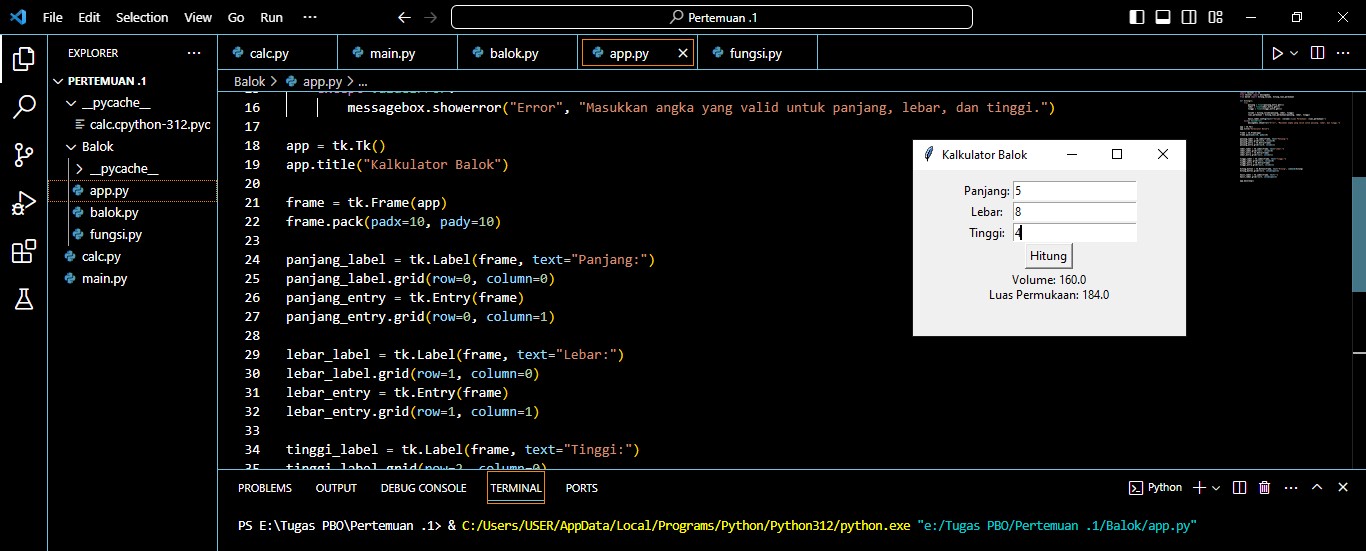 File Edit Selection View Go Run ··· Pertemuan .1
EXPLORER ···
PERTEMUAN .1
__pycache__
calc.cpython-312.pyc
Balok
__pycache__
app.py
balok.py
fungsi.py
calc.py
main.py
calc.py main.py balok.py app.py fungsi.py
Balok > app.py > ...
16 messagebox.showerror("Error", "Masukkan angka yang valid untuk panjang, lebar, dan tinggi.")
17
18 app = tk.Tk()
19 app.title("Kalkulator Balok")
20
21 frame = tk.Frame(app)
22 frame.pack(padx=10, pady=10)
23
24 panjang_label = tk.Label(frame, text="Panjang:")
25 panjang_label.grid(row=0, column=0)
26 panjang_entry = tk.Entry(frame)
27 panjang_entry.grid(row=0, column=1)
28
29 lebar_label = tk.Label(frame, text="Lebar:")
30 lebar_label.grid(row=1, column=0)
31 lebar_entry = tk.Entry(frame)
32 lebar_entry.grid(row=1, column=1)
33
34 tinggi_label = tk.Label(frame, text="Tinggi:")
35 tinggi_label.grid(row=2, column=0)
Kalkulator Balok
Panjang: 5
Lebar: 8
Tinggi: 4
Hitung
Volume: 160.0
Luas Permukaan: 184.0
PROBLEMS OUTPUT DEBUG CONSOLE TERMINAL PORTS Python
PS E:\Tugas PBO\Pertemuan .1> & C:/Users/USER/AppData/Local/Programs/Python/Python312/python.exe "e:/Tugas PBO/Pertemuan .1/Balok/app.py"